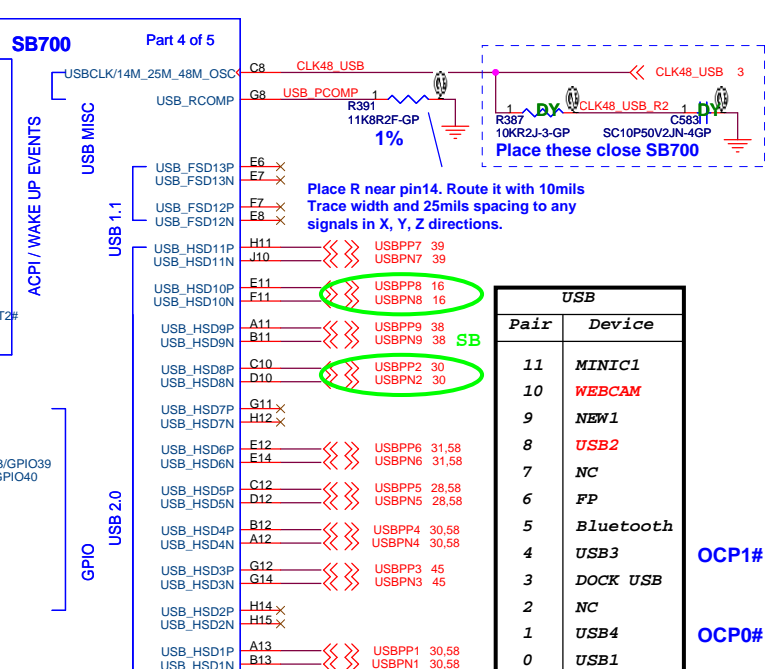 SB700
Part 4 of 5
USBCLK/14M_25M_48M_OSC C8 CLK48_USB
CLK48_USB 3
USB_RCOMP G8 USB_PCOMP 1 2
R391
11K8R2F-GP
1%
1 DY 2 CLK48_USB_R2 1 DY 2
R387
10KR2J-3-GP
C583
SC10P50V2JN-4GP
Place these close SB700
ACPI / WAKE UP EVENTS
USB MISC
USB 1.1
USB_FSD13P E6
USB_FSD13N E7
USB_FSD12P F7
USB_FSD12N E8
Place R near pin14. Route it with 10mils
Trace width and 25mils spacing to any
signals in X, Y, Z directions.
USB_HSD11P H11 USBPP7 39
USB_HSD11N J10 USBPN7 39
USB_HSD10P E11 USBPP8 16
USB_HSD10N F11 USBPN8 16
T2#
USB_HSD9P A11 USBPP9 38
USB_HSD9N B11 USBPN9 38
SB
USB_HSD8P C10 USBPP2 30
USB_HSD8N D10 USBPN2 30
USB_HSD7P G11
USB_HSD7N H12
USB_HSD6P E12 USBPP6 31,58
USB_HSD6N E14 USBPN6 31,58
/GPIO39
GPIO40
USB_HSD5P C12 USBPP5 28,58
USB_HSD5N D12 USBPN5 28,58
USB 2.0
GPIO
USB_HSD4P B12 USBPP4 30,58
USB_HSD4N A12 USBPN4 30,58
USB_HSD3P G12 USBPP3 45
USB_HSD3N G14 USBPN3 45
USB_HSD2P H14
USB_HSD2N H15
USB_HSD1P A13 USBPP1 30,58
USB_HSD1N B13 USBPN1 30,58
USB
Pair Device
11 MINIC1
10 WEBCAM
9 NEW1
8 USB2
7 NC
6 FP
5 Bluetooth
4 USB3
OCP1#
3 DOCK USB
2 NC
1 USB4
OCP0#
0 USB1